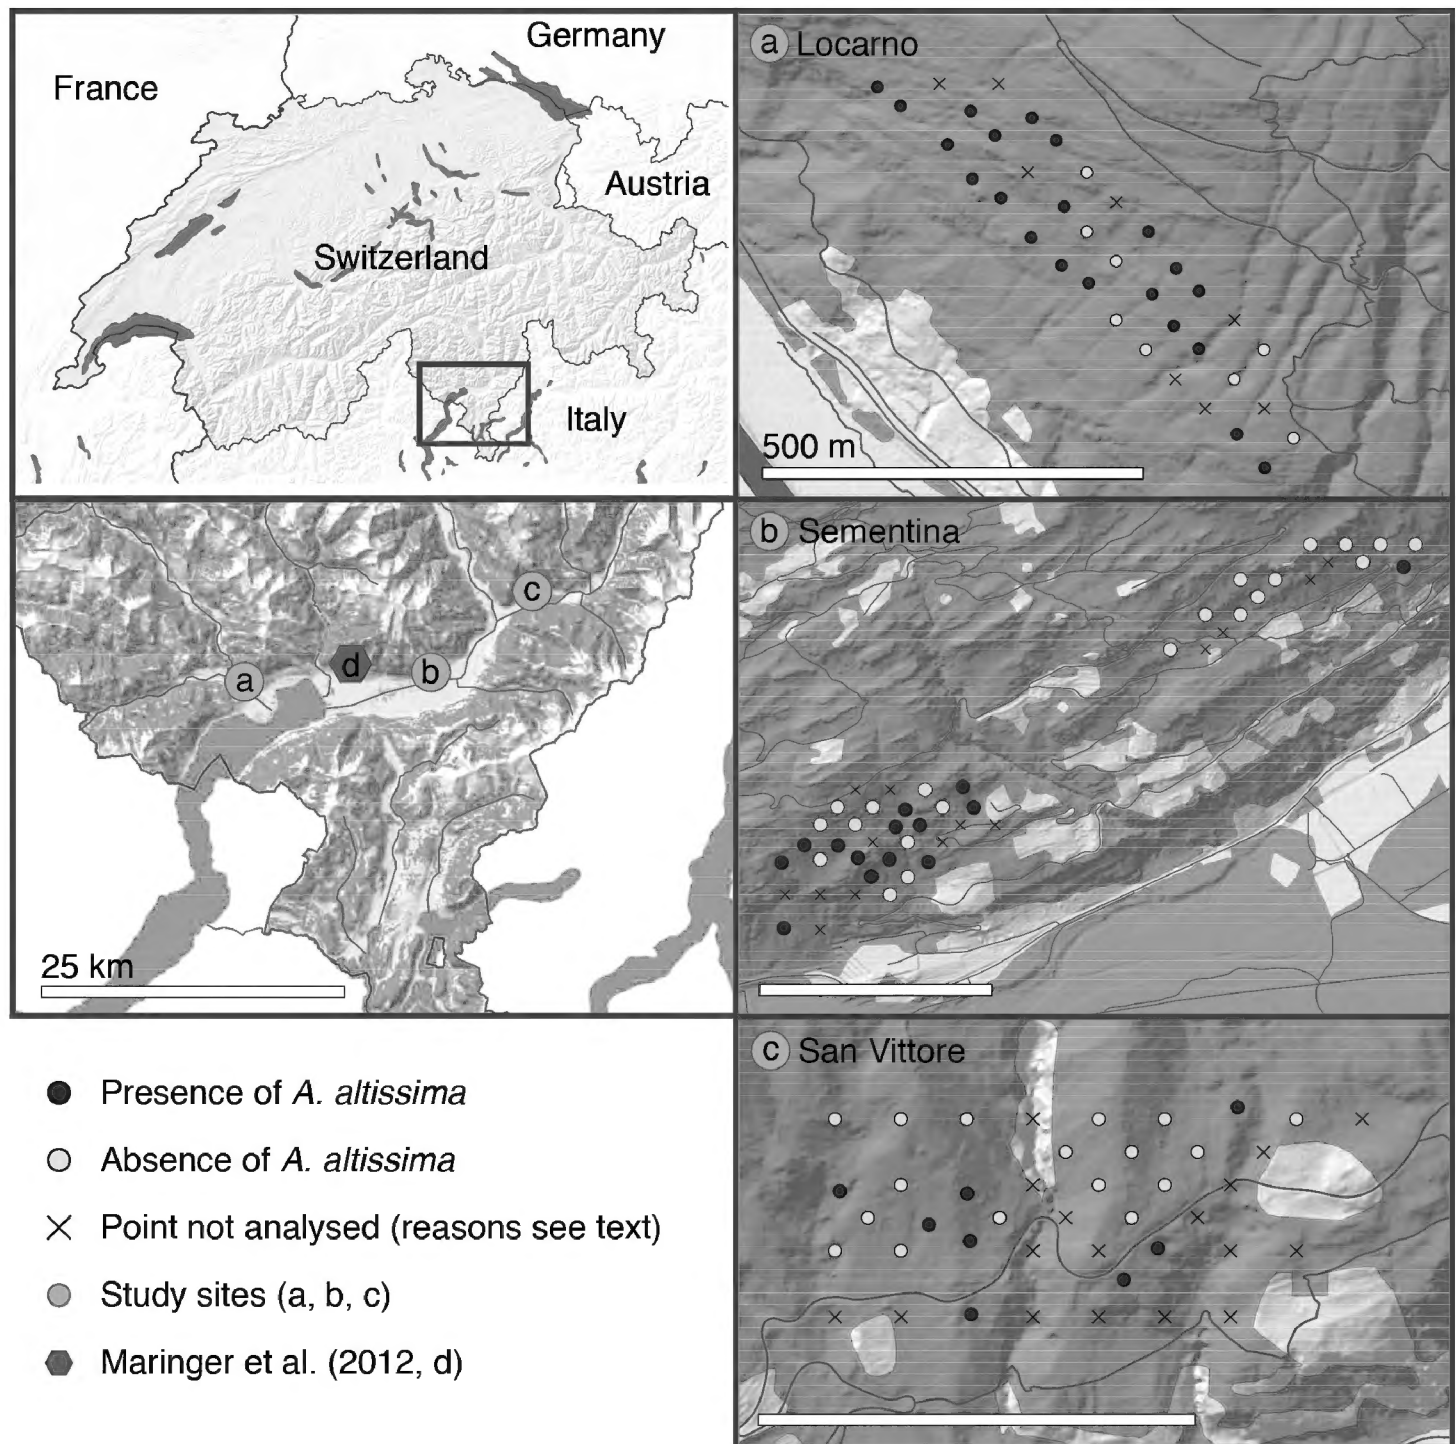 Germany
France
Austria
Switzerland
Italy
a Locarno
500 m
b Sementina
c
d
b
a
25 km
c San Vittore
Presence of A. altissima
Absence of A. altissima
Point not analysed (reasons see text)
Study sites (a, b, c)
Maringer et al. (2012, d)